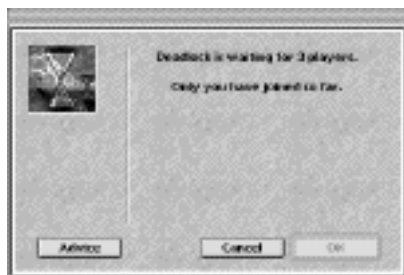 Deadlock is waiting for 3 players.
Only you have joined so far.
Advice
Cancel
OK